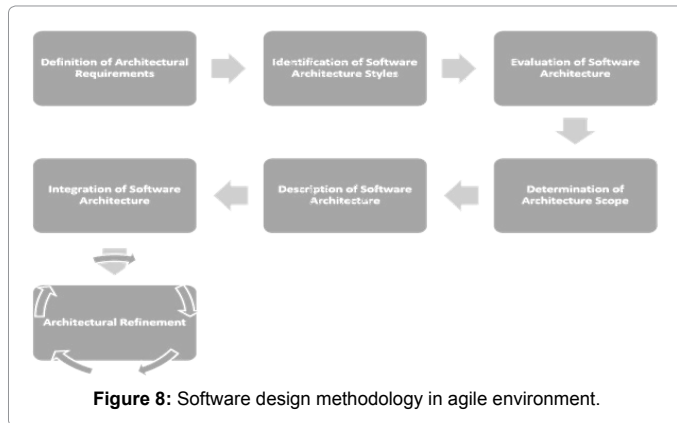 Definition of Architectural
Requirements
Identification of Software
Architecture Styles
Evaluation of Software
Architecture
Integration of Software
Architecture
Description of Software
Architecture
Determination of
Architecture Scope
Architectural Refinement
Figure 8: Software design methodology in agile environment.